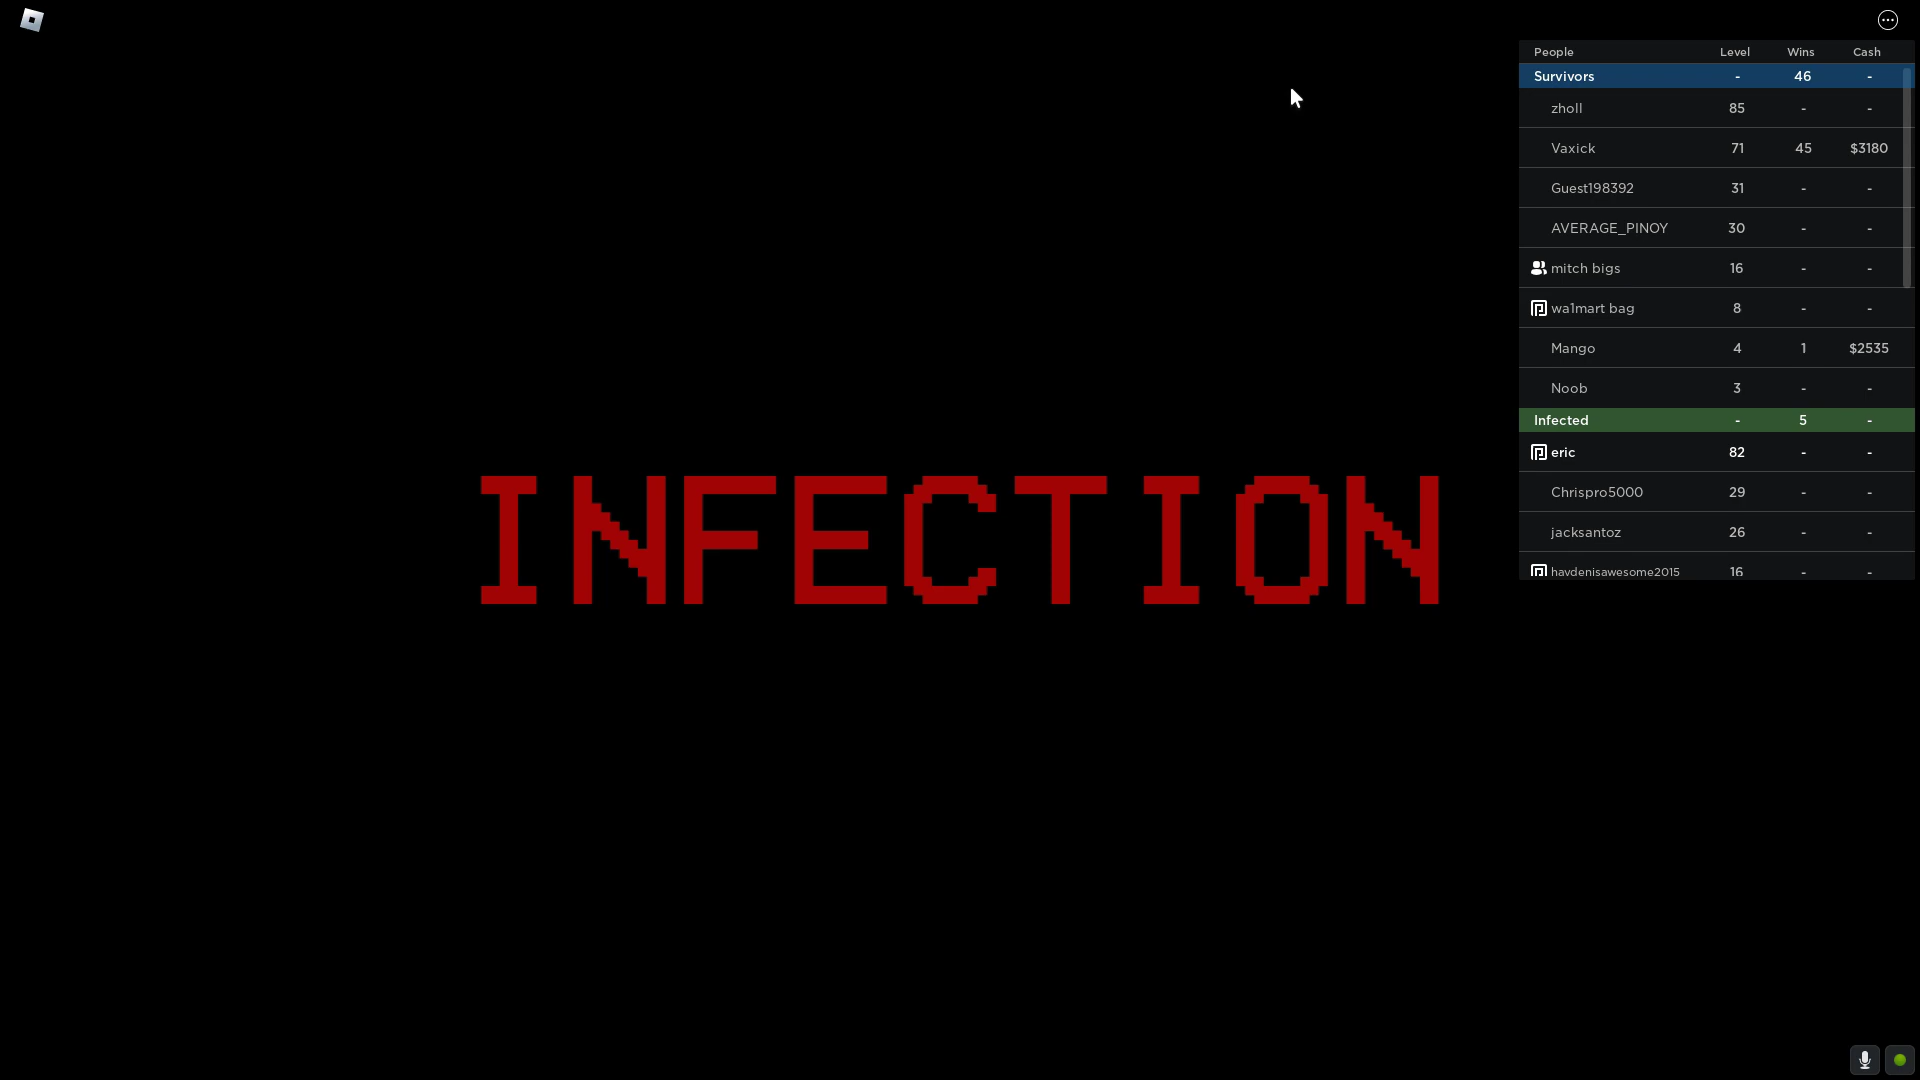 People Level Wins Cash
Survivors - 46 -
zholl 85 - -
Vaxick 71 45 $3180
Guest198392 31 - -
AVERAGE_PINOY 30 - -
mitch bigs 16 - -
wa1mart bag 8 - -
Mango 4 1 $2535
Noob 3 - -
Infected - 5 -
eric 82 - -
Chrispro5000 29 - -
jacksantoz 26 - -
haydenisawesome2015 16 - -
INFECTION